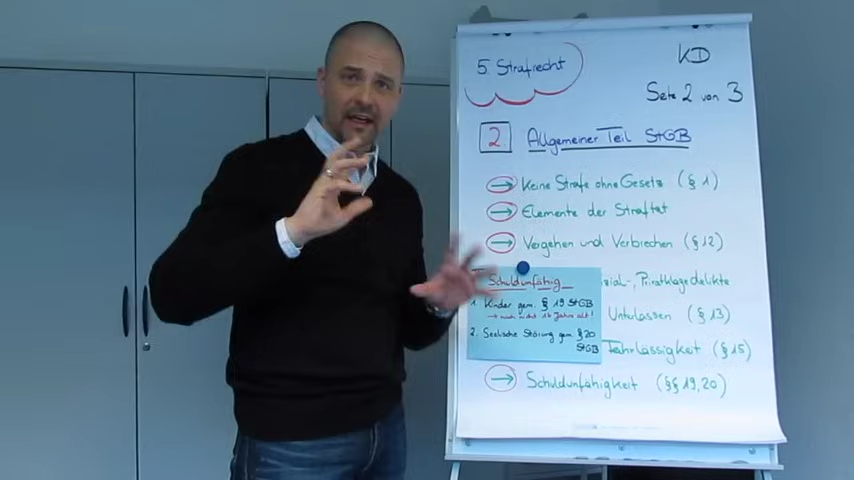 5. Strafrecht
KD
Seite 2 von 3
2 Allgemeiner Teil StGB
→ Keine Strafe ohne Gesetz (§ 1)
→ Elemente der Straftat
→ Vergehen und Verbrechen (§ 12)
-, Privatklagedelikte
Unterlassen (§ 13)
Fahrlässigkeit (§ 15)
→ Schuldunfähigkeit (§§ 19, 20)
Schuldunfähig
1. Kinder gem. § 19 StGB
→ noch nicht 14 Jahre alt!
2. Seelische Störung gem. § 20
StGB